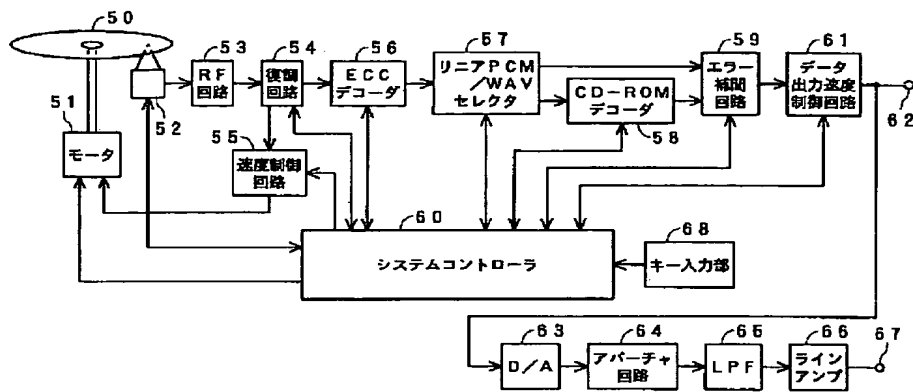 50
51
モータ
52
53
RF
回路
54
復調
回路
55
速度制御
回路
56
ECC
デコーダ
57
リニアPCM
/WAV
セレクタ
CD-ROM
デコーダ
58
59
エラー
補間
回路
61
データ
出力速度
制御回路
62
60
システムコントローラ
68
キー入力部
63
D/A
64
アパーチャ
回路
65
LPF
66
ライン
アンプ
67